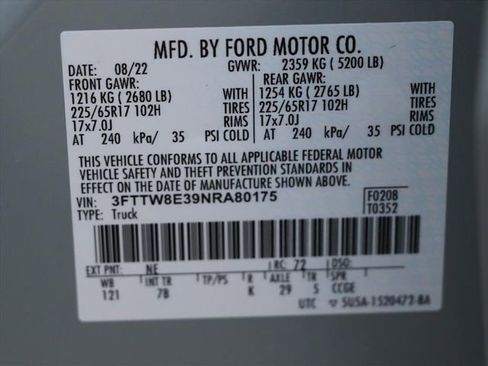 MFD. BY FORD MOTOR CO.
DATE: 08/22 GVWR: 2359 KG ( 5200 LB)
FRONT GAWR: REAR GAWR:
1216 KG ( 2680 LB) WITH 1254 KG ( 2765 LB) WITH
225/65R17 102H TIRES 225/65R17 102H TIRES
17x7.0J RIMS 17x7.0J RIMS
AT 240 kPa/ 35 PSI COLD AT 240 kPa/ 35 PSI COLD
THIS VEHICLE CONFORMS TO ALL APPLICABLE FEDERAL MOTOR
VEHICLE SAFETY AND THEFT PREVENTION STANDARDS
IN EFFECT ON THE DATE OF MANUFACTURE SHOWN ABOVE.
VIN: 3FTTW8E39NRA80175 F0208
TYPE: Truck T0352
EXT PNT: NE RC: 72 DSO:
WB INT TR TP/PS R AXLE TR SPR
121 7B K 29 5 CCGE
UTC 5U5A-1520472-BA